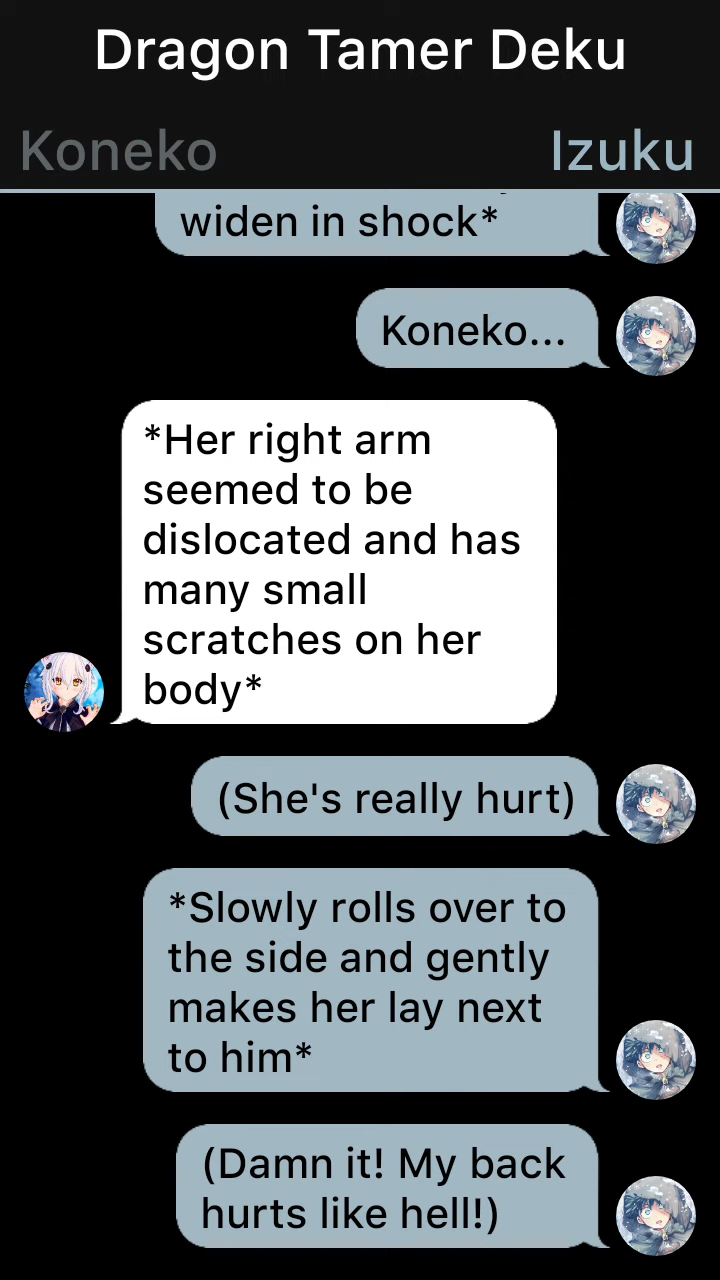 Dragon Tamer Deku
Koneko
Izuku
widen in shock*
Koneko...
*Her right arm
seemed to be
dislocated and has
many small
scratches on her
body*
(She's really hurt)
*Slowly rolls over to
the side and gently
makes her lay next
to him*
(Damn it! My back
hurts like hell!)